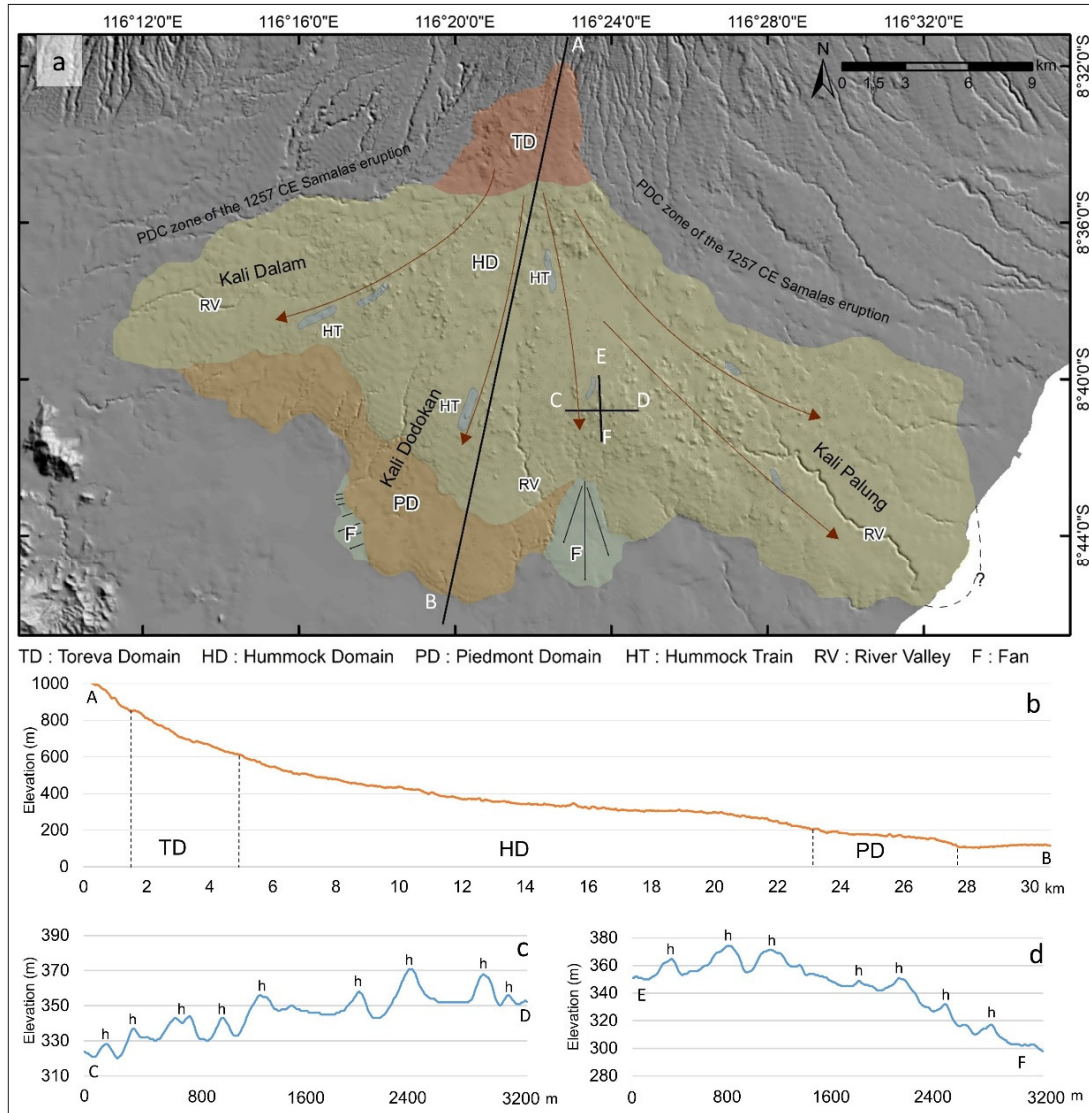 116°12'0"E 116°16'0"E 116°20'0"E 116°24'0"E 116°28'0"E 116°32'0"E
a
A
N
0 1,5 3 6 9 km
8°32'0"S
TD
PDC zone of the 1257 CE Samalas eruption
PDC zone of the 1257 CE Samalas eruption
8°36'0"S
Kali Dalam
HD
HT
RV
HT
E
8°40'0"S
HT
C D
F
Kali Dodokan
Kali Palung
RV
PD
F
RV
8°44'0"S
F
?
B
TD : Toreva Domain HD : Hummock Domain PD : Piedmont Domain HT : Hummock Train RV : River Valley F : Fan
b
Elevation (m)
1000
800
600
400
200
0
A
TD HD PD
B
0 2 4 6 8 10 12 14 16 18 20 22 24 26 28 30 km
c
Elevation (m)
390
370
350
330
310
h h h h h h h h h
C D
0 800 1600 2400 3200 m
d
Elevation (m)
380
360
340
320
300
280
h h h h h h h
E F
0 800 1600 2400 3200 m